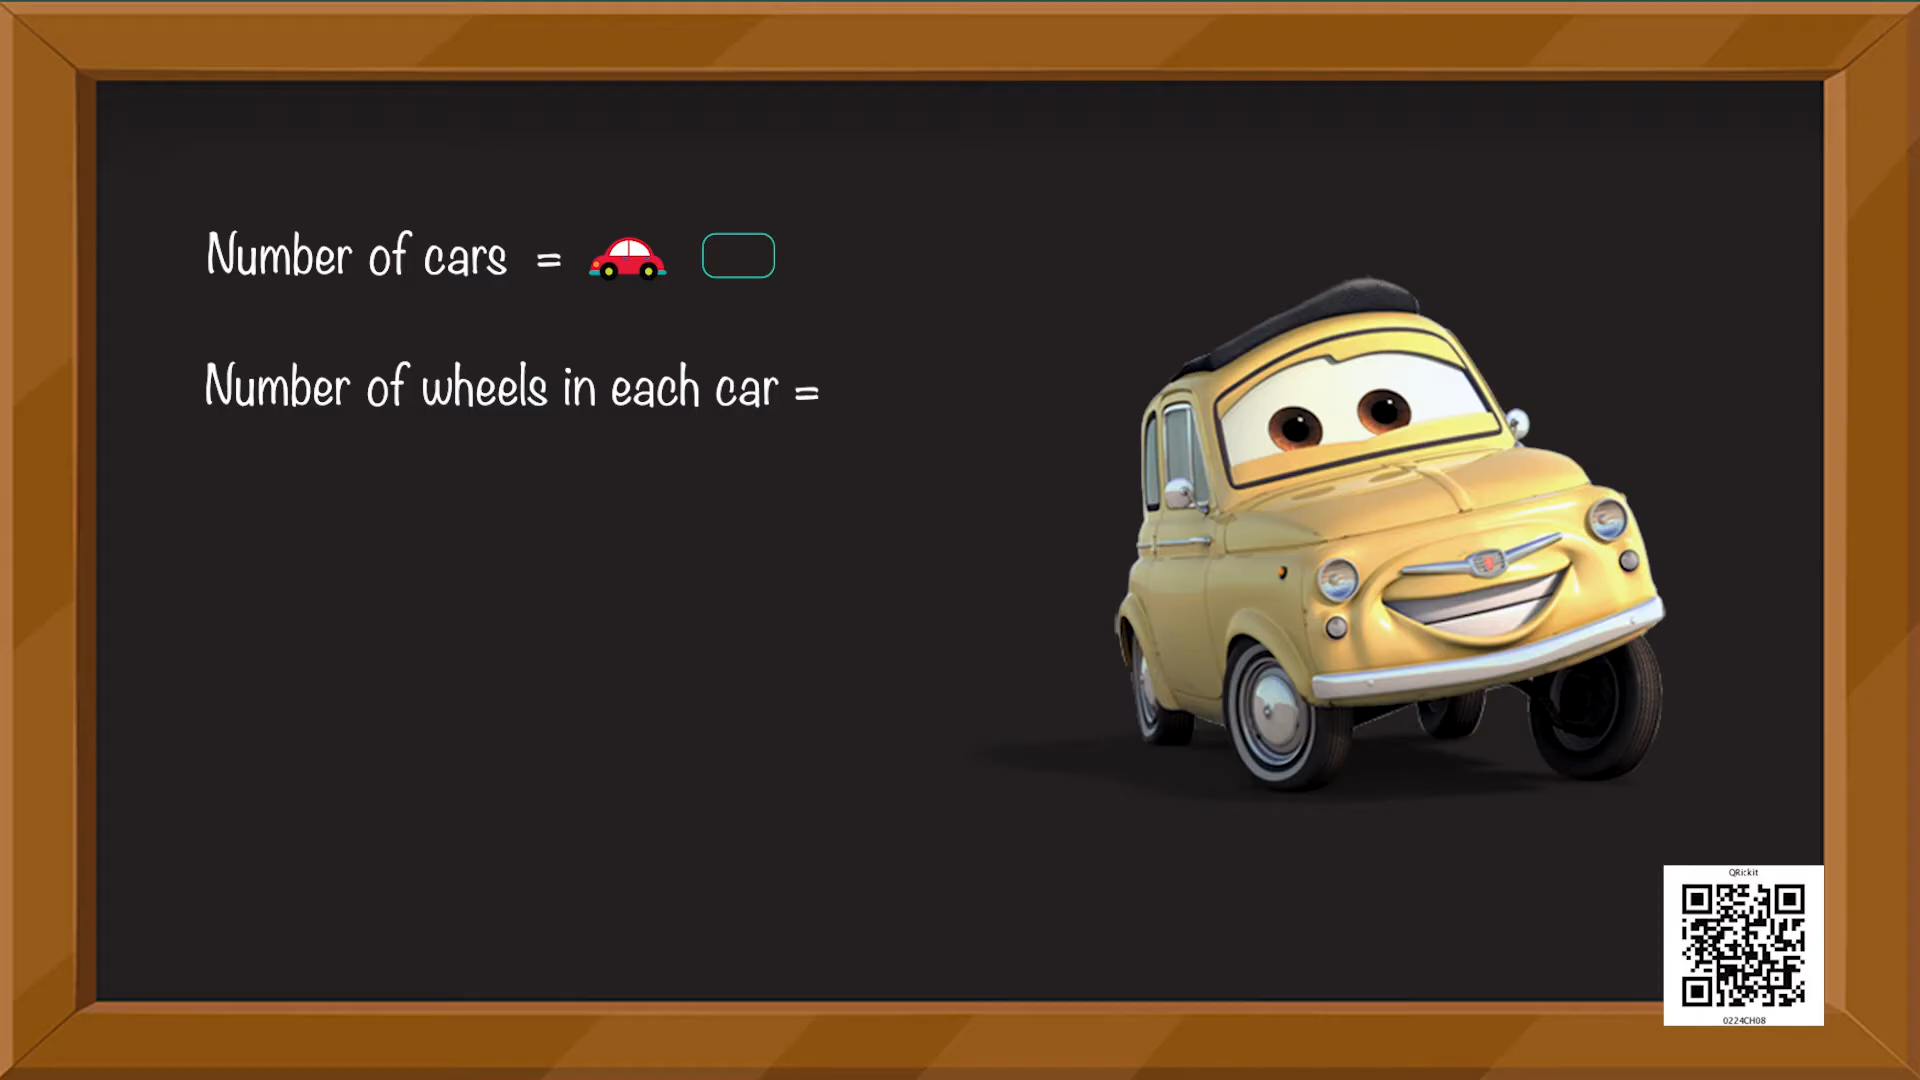 Number of cars =
Number of wheels in each car =
QRickit
0224CH08